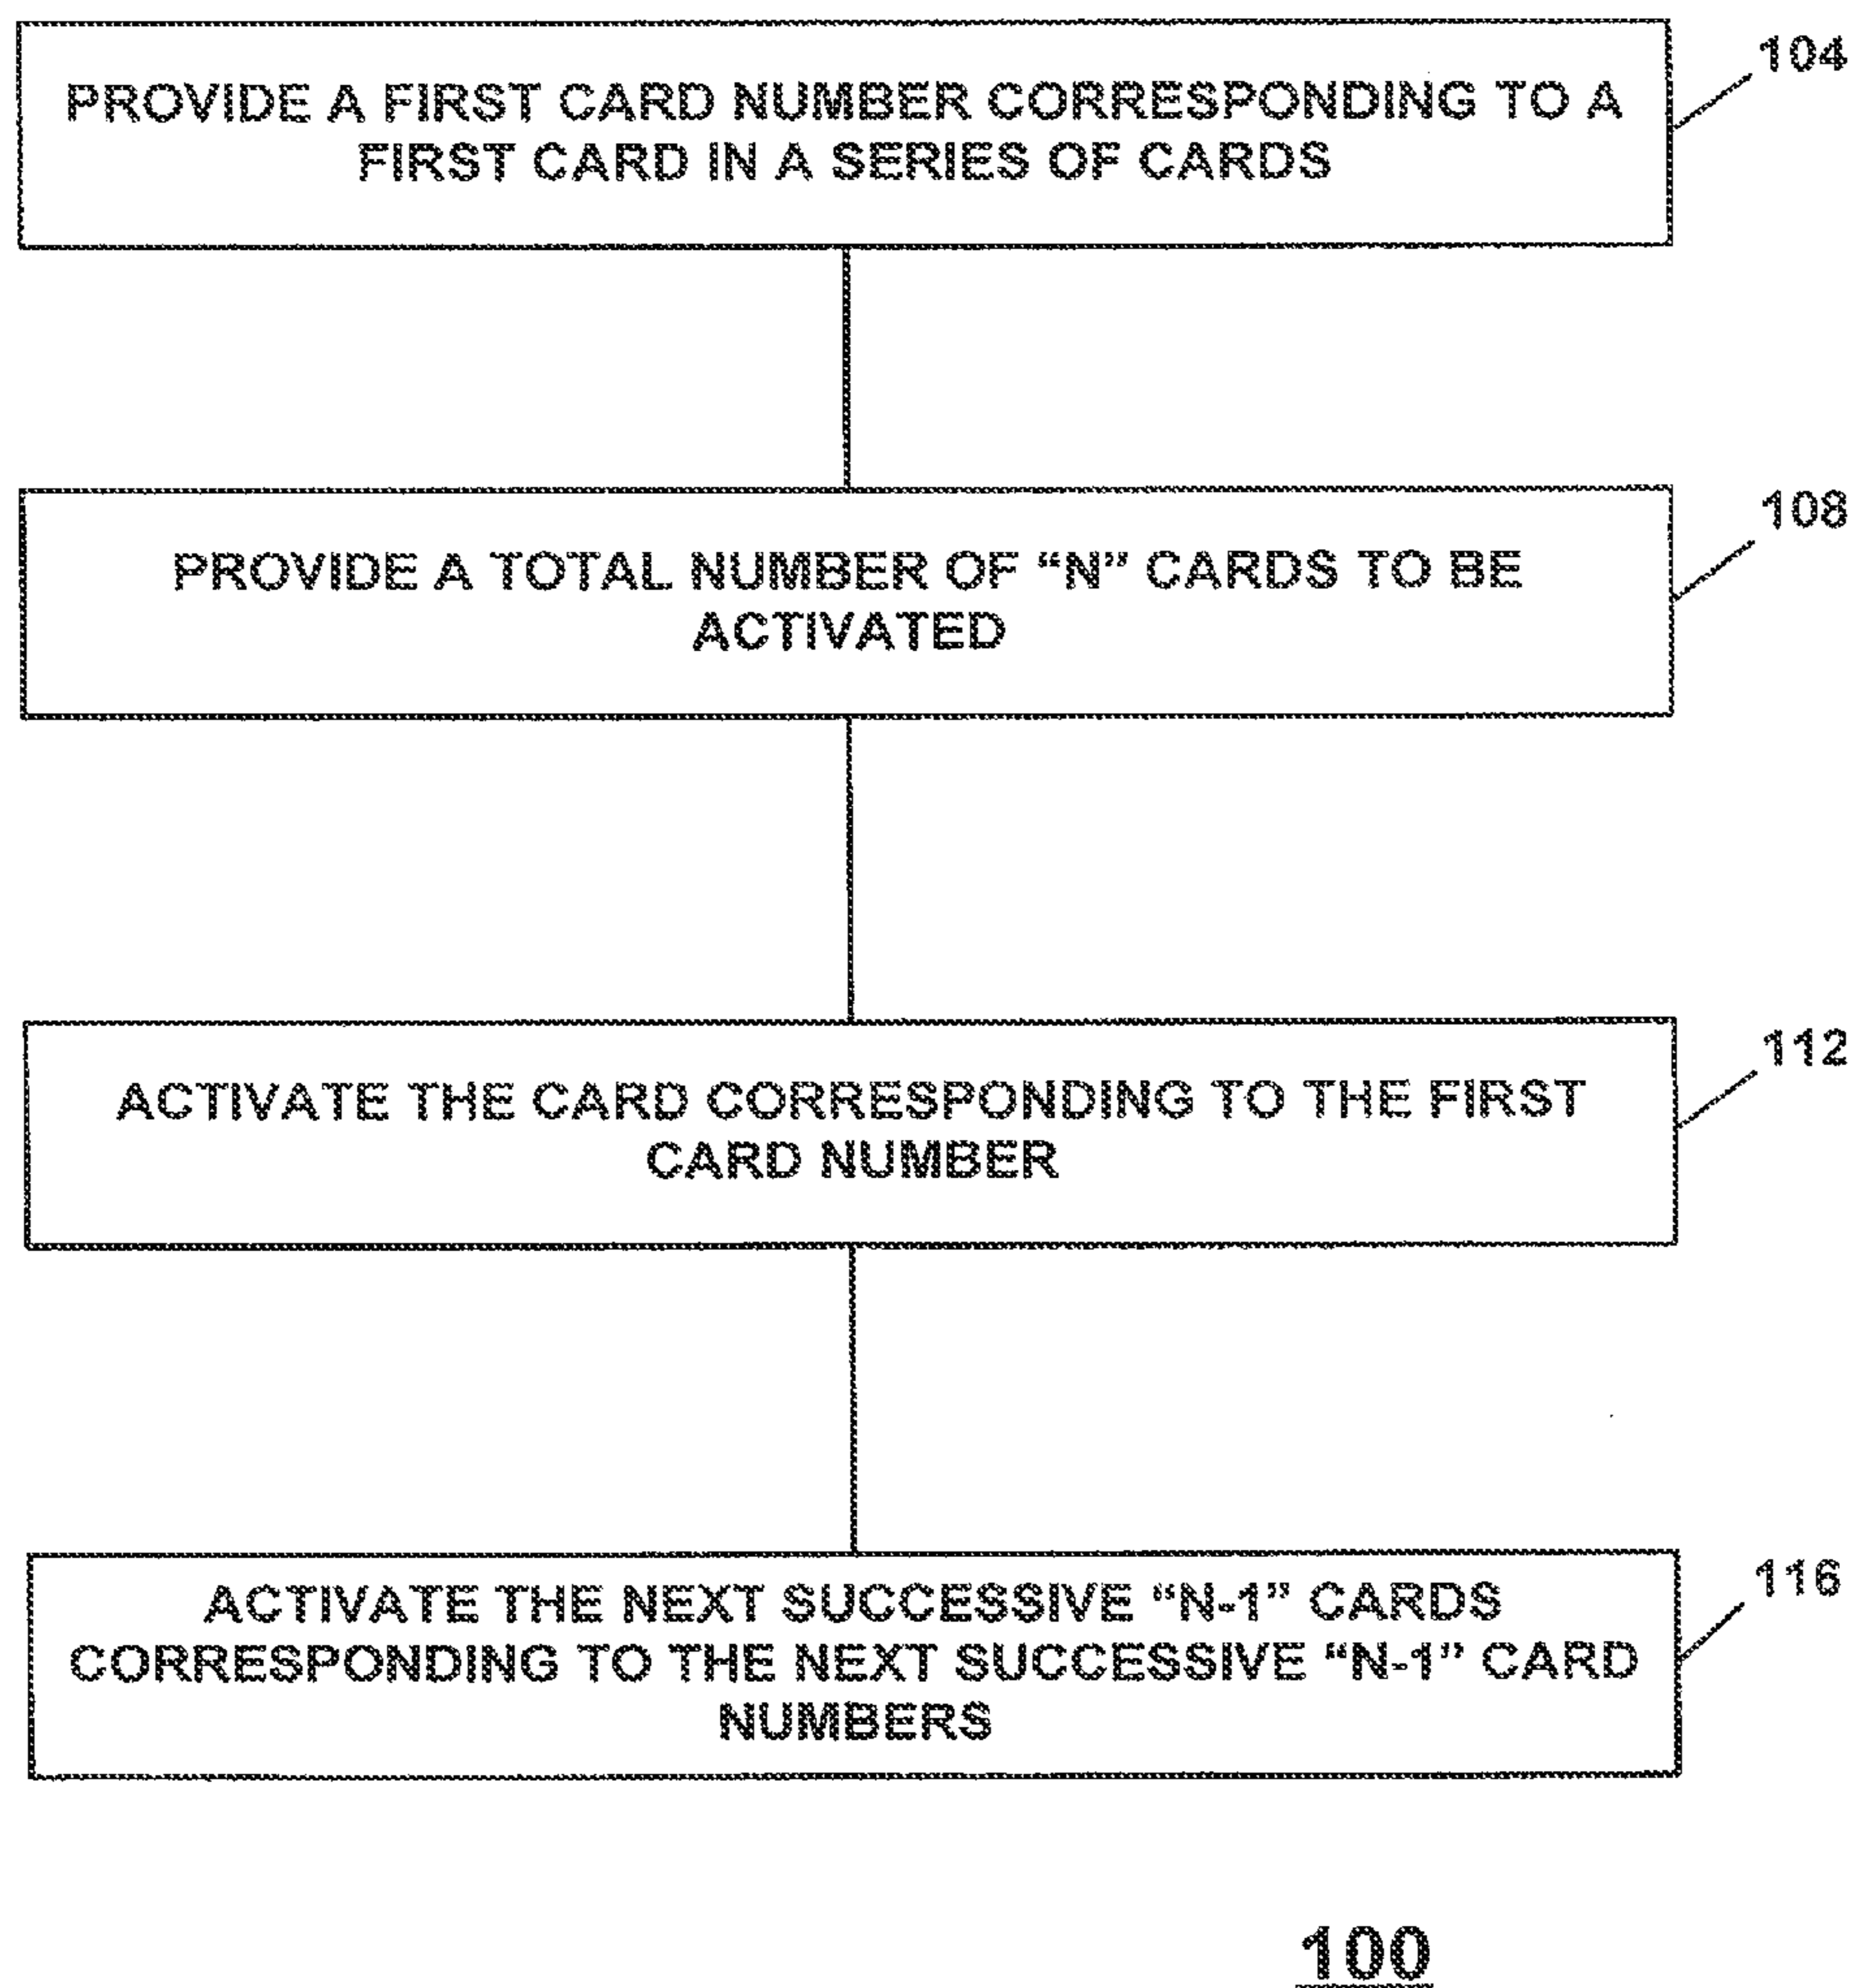 104
PROVIDE A FIRST CARD NUMBER CORRESPONDING TO A
FIRST CARD IN A SERIES OF CARDS
108
PROVIDE A TOTAL NUMBER OF “N” CARDS TO BE
ACTIVATED
112
ACTIVATE THE CARD CORRESPONDING TO THE FIRST
CARD NUMBER
116
ACTIVATE THE NEXT SUCCESSIVE “N-1” CARDS
CORRESPONDING TO THE NEXT SUCCESSIVE “N-1” CARD
NUMBERS
100